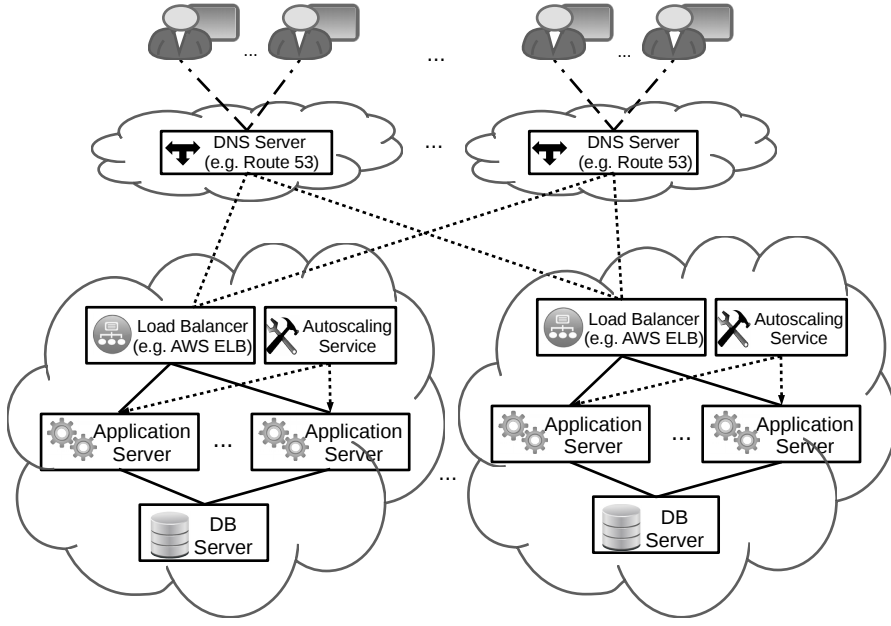 ... ... ...
DNS Server
(e.g. Route 53)
...
DNS Server
(e.g. Route 53)
Load Balancer
(e.g. AWS ELB)
Autoscaling
Service
Load Balancer
(e.g. AWS ELB)
Autoscaling
Service
Application
Server
...
Application
Server
Application
Server
...
Application
Server
...
DB
Server
DB
Server